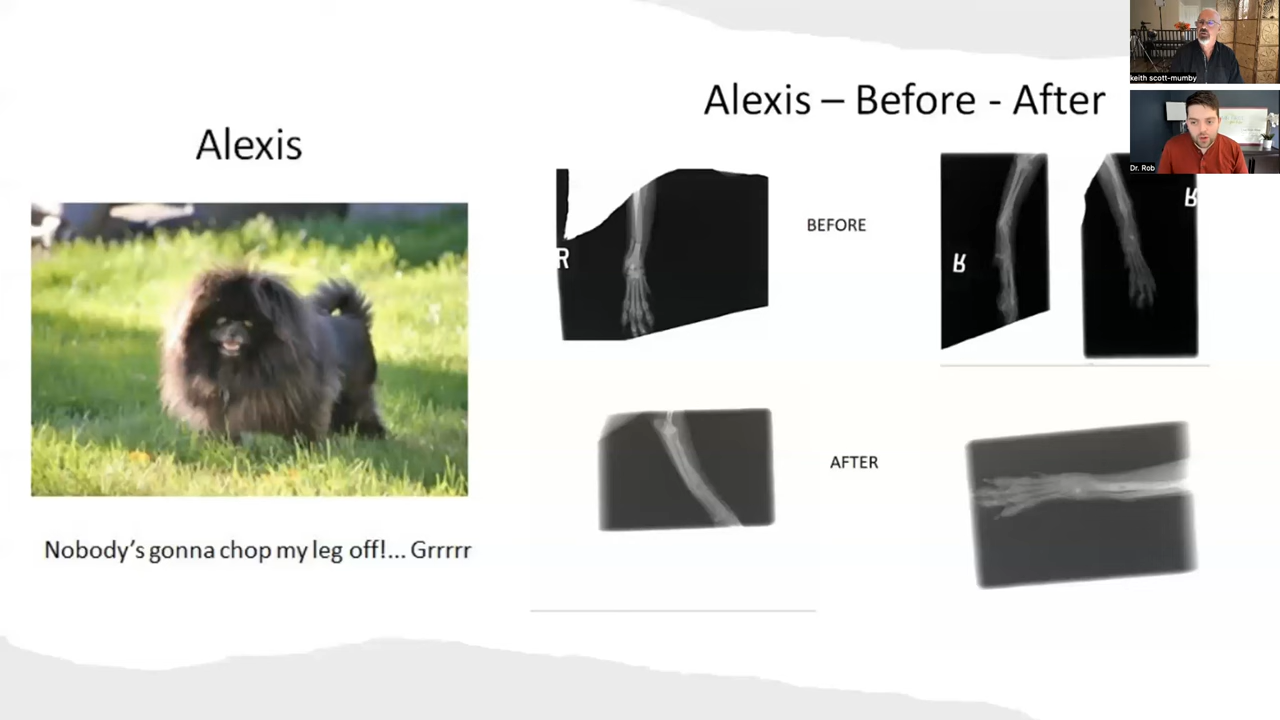 Alexis
Nobody's gonna chop my leg off!... Grrrrr
Alexis – Before - After
BEFORE
R
R
R
AFTER
keith scott-mumby
Dr. Rob